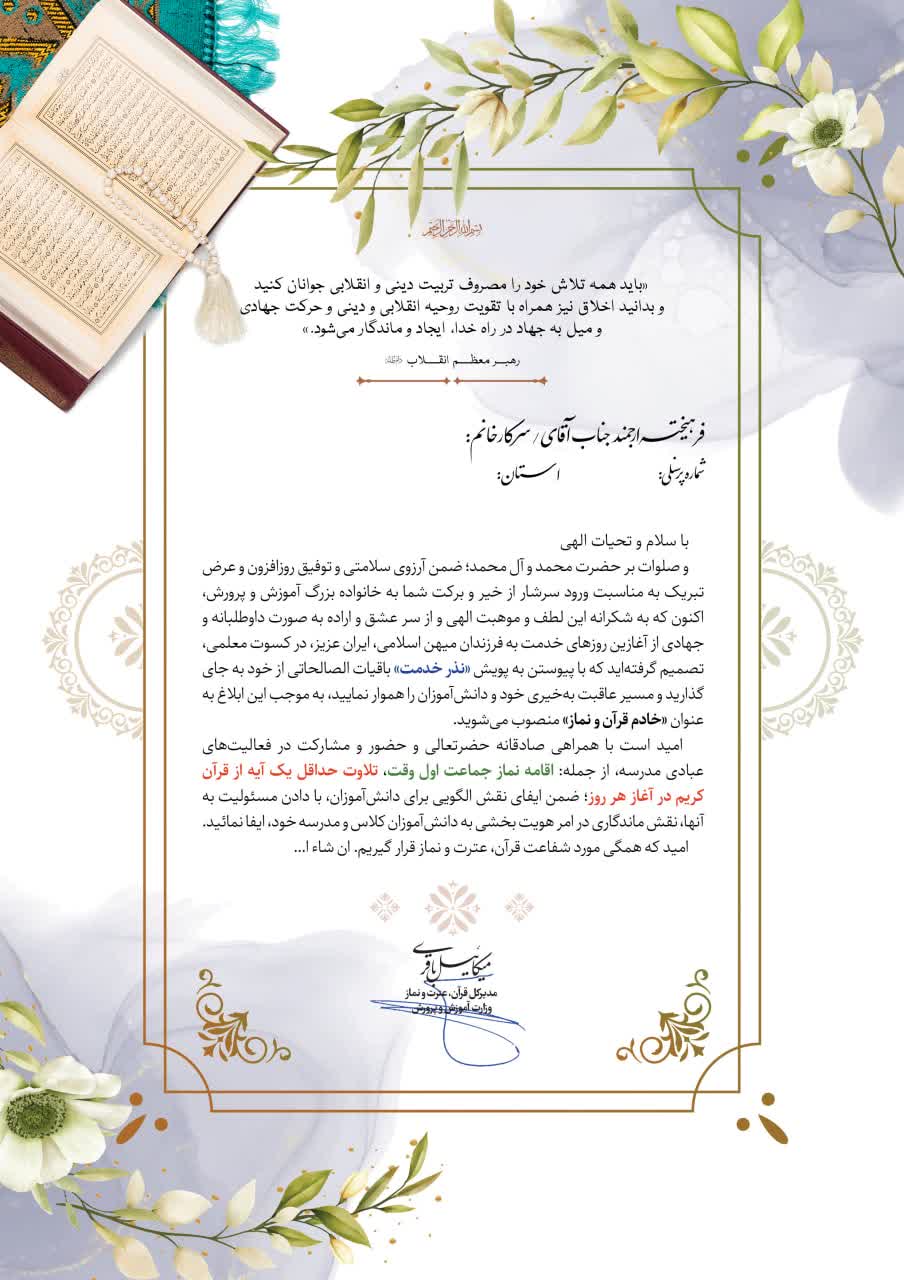 بسم الله الرحمن الرحیم
«باید همه تلاش خود را مصروف تربیت دینی و انقلابی جوانان کنید
و بدانید اخلاق نیز همراه با تقویت روحیه انقلابی و دینی و حرکت جهادی
و میل به جهاد در راه خدا، ایجاد و ماندگار می‌شود.»
رهبر معظم انقلاب
فرهیخته ارجمند جناب آقای / سرکار خانم:
شماره پرسنلی: استان:
با سلام و تحیات الهی
و صلوات بر حضرت محمد و آل محمد؛ ضمن آرزوی سلامتی و توفیق روزافزون و عرض
تبریک به مناسبت ورود سرشار از خیر و برکت شما به خانواده بزرگ آموزش و پرورش،
اکنون که به شکرانه این لطف و موهبت الهی و از سر عشق و اراده به صورت داوطلبانه و
جهادی از آغازین روزهای خدمت به فرزندان میهن اسلامی، ایران عزیز، در کسوت معلمی،
تصمیم گرفته‌اید که با پیوستن به پویش «نذر خدمت» باقیات الصالحاتی از خود به جای
گذارید و مسیر عاقبت به‌خیری خود و دانش‌آموزان را هموار نمایید، به موجب این ابلاغ به
عنوان «خادم قرآن و نماز» منصوب می‌شوید.
امید است با همراهی صادقانه حضرتعالی و حضور و مشارکت در فعالیت‌های
عبادی مدرسه، از جمله: اقامه نماز جماعت اول وقت، تلاوت حداقل یک آیه از قرآن
کریم در آغاز هر روز؛ ضمن ایفای نقش الگویی برای دانش‌آموزان، با دادن مسئولیت به
آنها، نقش ماندگاری در امر هویت بخشی به دانش‌آموزان کلاس و مدرسه خود، ایفا نمائید.
امید که همگی مورد شفاعت قرآن، عترت و نماز قرار گیریم. ان شاء ا...
میکائیل باقری
مدیرکل قرآن، عترت و نماز
وزارت آموزش و پرورش